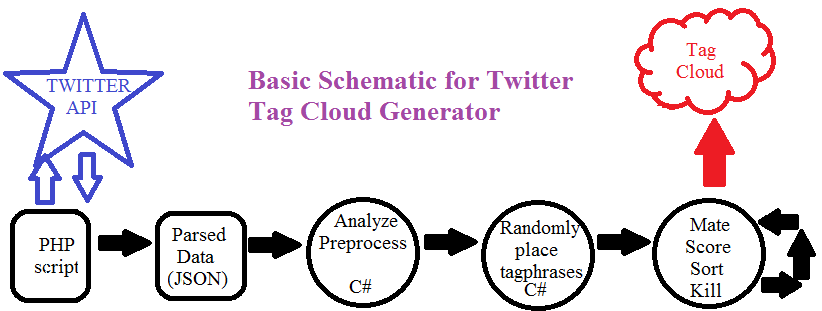 TWITTER
API
Basic Schematic for Twitter
Tag Cloud Generator
Tag
Cloud
PHP
script
Parsed
Data
(JSON)
Analyze
Preprocess
C#
Randomly
place
tagphrases
C#
Mate
Score
Sort
Kill